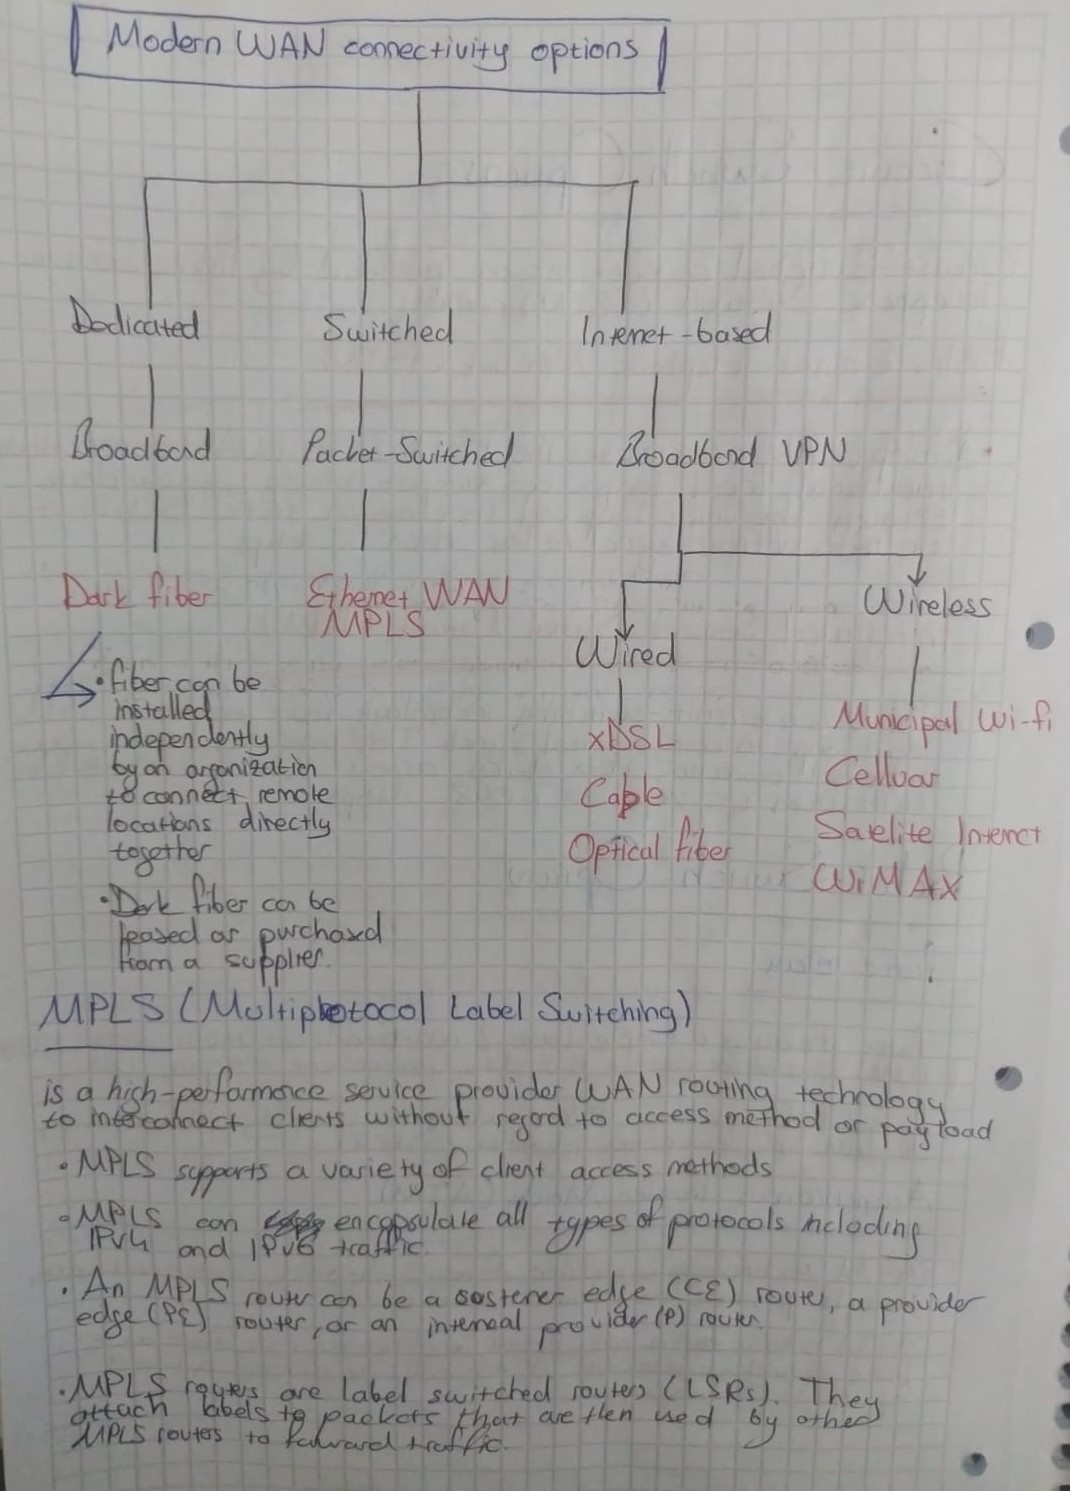 Modern WAN connectivity options
Dedicated Switched Internet-based
Broadband Packet-Switched Broadband VPN
Dark fiber Ethernet WAN
MPLS
Wireless
Wired
• fiber can be
installed
independently
by an organization
to connect remote
locations directly
together
• Dark fiber can be
leased or purchased
from a supplier.
xDSL
Cable
Optical fiber
Municipal Wi-fi
Celluar
Satelite Internet
WiMAX
MPLS (Multiprotocol Label Switching)
is a high-performance service provider WAN routing technology
to interconnect clients without regard to access method or payload
• MPLS supports a variety of client access methods
• MPLS can encapsulate all types of protocols including
IPv4 and IPv6 traffic.
• An MPLS router can be a costener edge (CE) router, a provider
edge (PE) router, or an internal provider (P) router.
• MPLS routers are label switched routers (LSRs). They
attach labels to packets that are then used by other
MPLS routers to forward traffic.